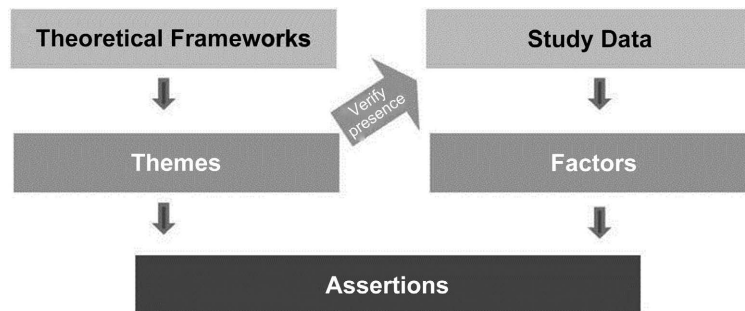 Theoretical Frameworks
Study Data
Verify
presence
Themes
Factors
Assertions